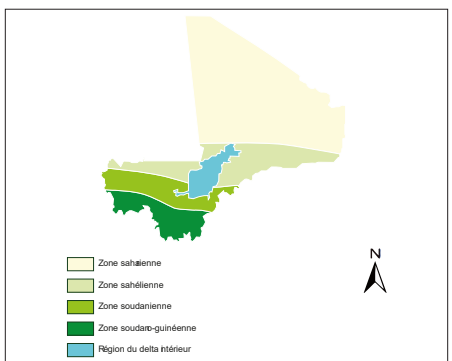 N
Zone saharienne
Zone sahélienne
Zone soudanienne
Zone soudano-guinéenne
Région du delta intérieur